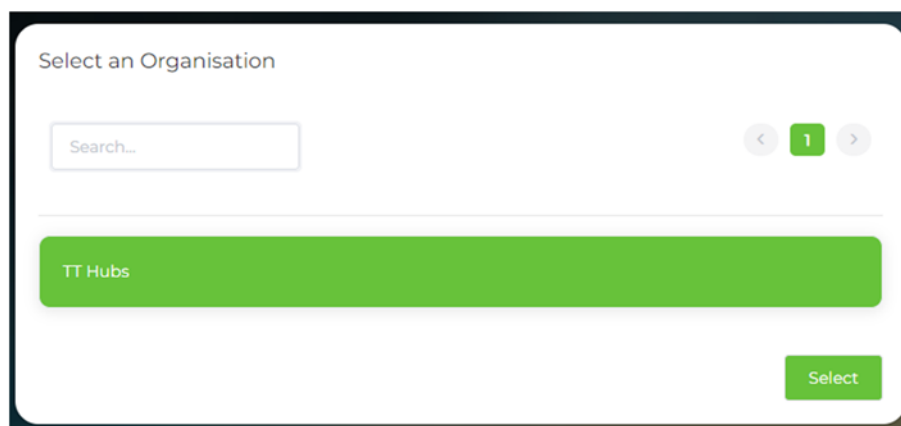 Select an Organisation
Search...
< 1 >
TT Hubs
Select